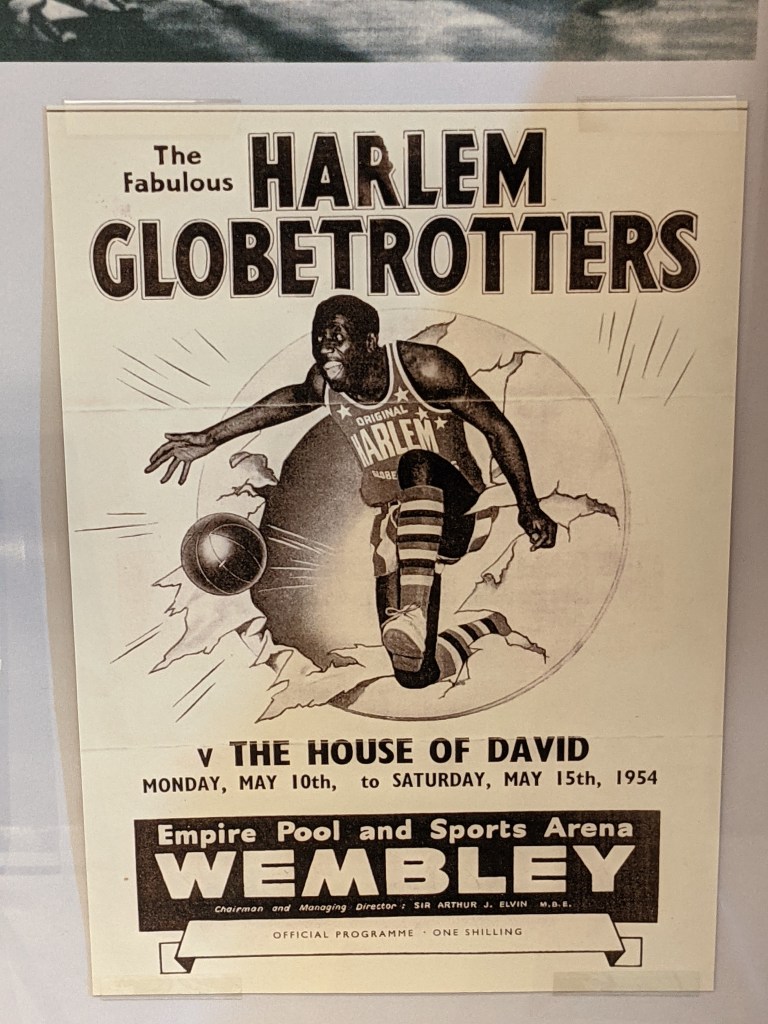 The
Fabulous
HARLEM
GLOBETROTTERS
ORIGINAL
HARLEM
GLOBE
v THE HOUSE OF DAVID
MONDAY, MAY 10th, to SATURDAY, MAY 15th, 1954
Empire Pool and Sports Arena
WEMBLEY
Chairman and Managing Director : SIR ARTHUR J. ELVIN M.B.E.
OFFICIAL PROGRAMME · ONE SHILLING